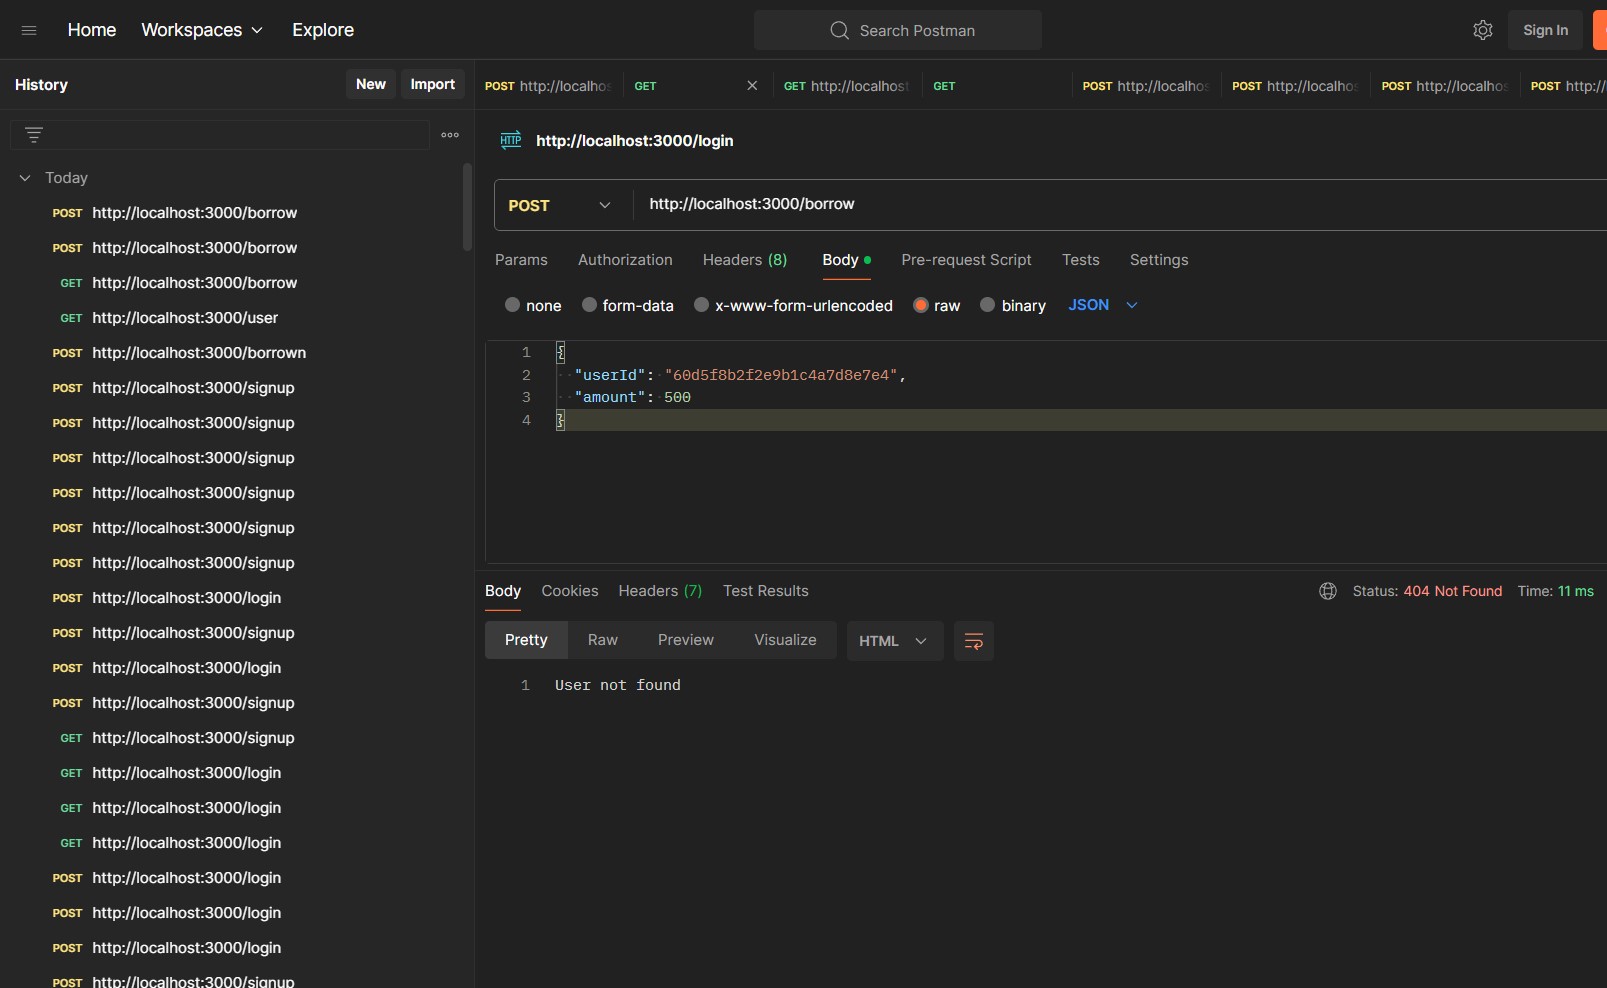 Home Workspaces Explore Search Postman Sign In
History New Import
POST http://localhos GET GET http://localhost GET POST http://localhos POST http://localhos POST http://localhos POST http://
HTTP http://localhost:3000/login
Today
POST http://localhost:3000/borrow
POST http://localhost:3000/borrow
GET http://localhost:3000/borrow
GET http://localhost:3000/user
POST http://localhost:3000/borrown
POST http://localhost:3000/signup
POST http://localhost:3000/signup
POST http://localhost:3000/signup
POST http://localhost:3000/signup
POST http://localhost:3000/signup
POST http://localhost:3000/signup
POST http://localhost:3000/login
POST http://localhost:3000/signup
POST http://localhost:3000/login
POST http://localhost:3000/signup
GET http://localhost:3000/signup
GET http://localhost:3000/login
GET http://localhost:3000/login
GET http://localhost:3000/login
POST http://localhost:3000/login
POST http://localhost:3000/login
POST http://localhost:3000/login
POST http://localhost:3000/signup
POST http://localhost:3000/borrow
Params Authorization Headers (8) Body Pre-request Script Tests Settings
none form-data x-www-form-urlencoded raw binary JSON
1 {
2 "userId": "60d5f8b2f2e9b1c4a7d8e7e4",
3 "amount": 500
4 }
Body Cookies Headers (7) Test Results Status: 404 Not Found Time: 11 ms
Pretty Raw Preview Visualize HTML
1 User not found